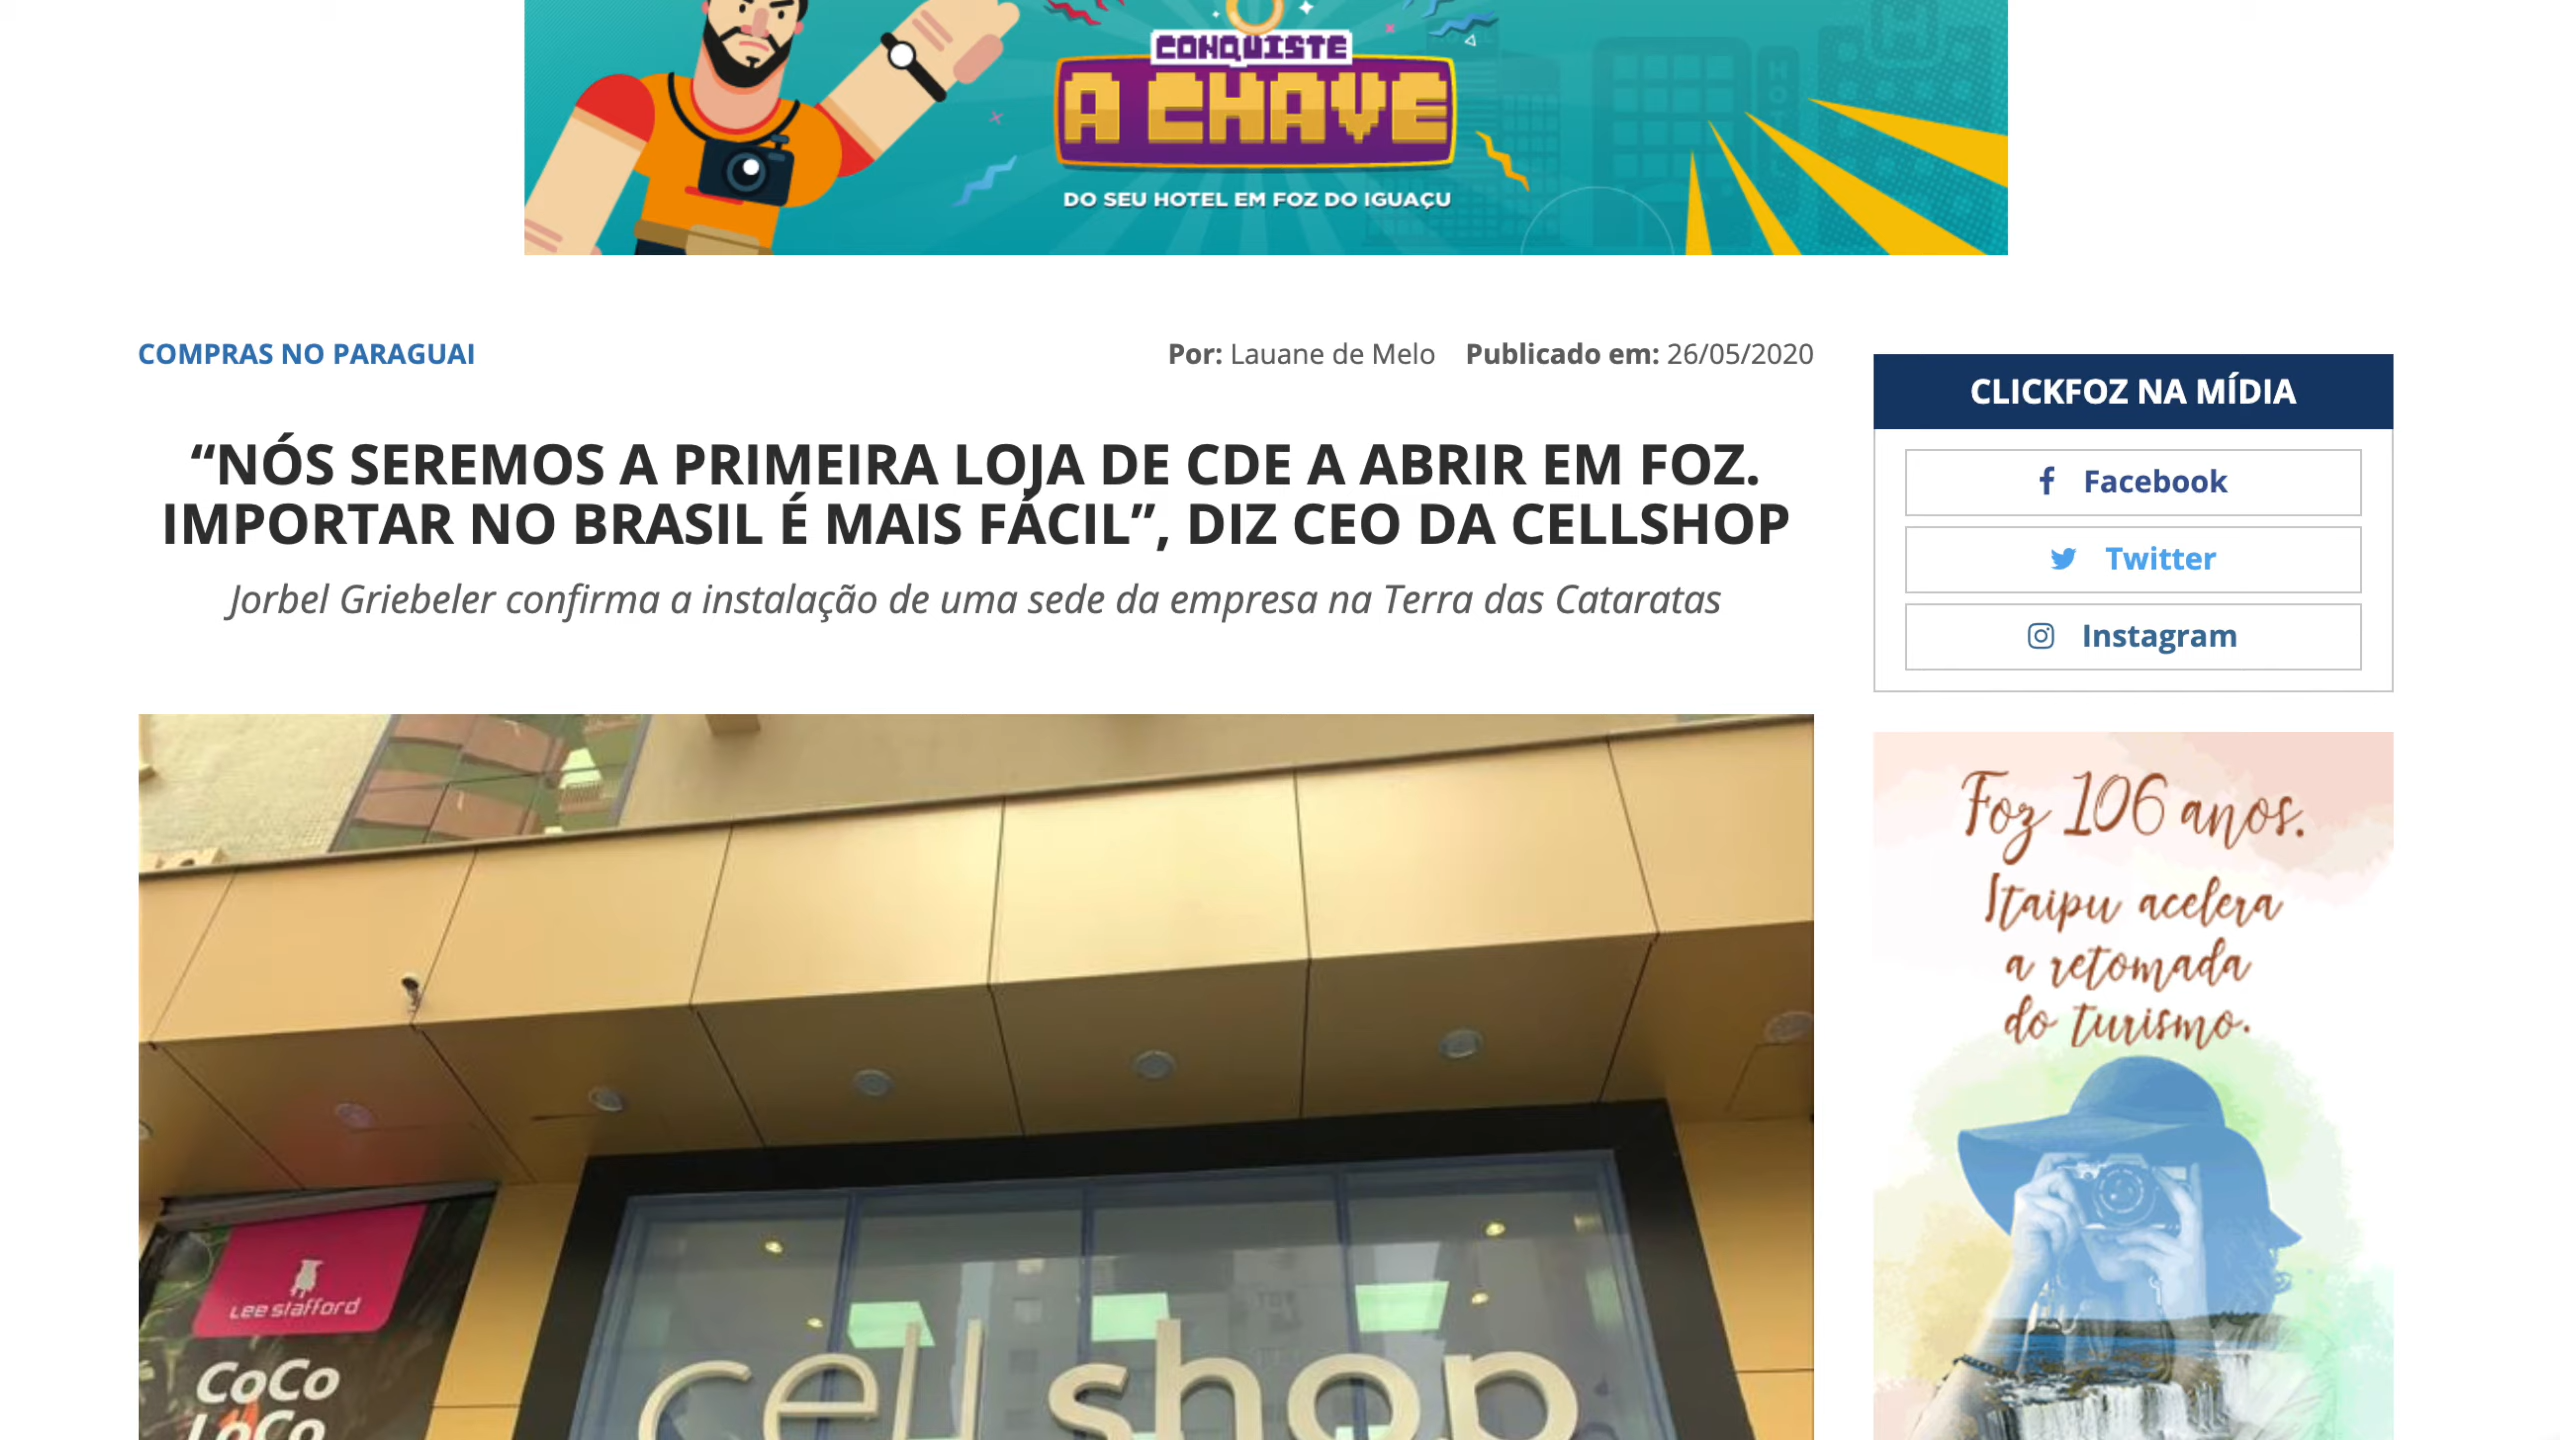 CONQUISTE
A CHAVE
DO SEU HOTEL EM FOZ DO IGUAÇU
COMPRAS NO PARAGUAI
Por: Lauane de Melo Publicado em: 26/05/2020
“NÓS SEREMOS A PRIMEIRA LOJA DE CDE A ABRIR EM FOZ.
IMPORTAR NO BRASIL É MAIS FÁCIL”, DIZ CEO DA CELLSHOP
Jorbel Griebeler confirma a instalação de uma sede da empresa na Terra das Cataratas
CLICKFOZ NA MÍDIA
Facebook
Twitter
Instagram
Lee Stafford
CoCo
LoCo
cell shop
Foz 106 anos.
Itaipu acelera
a retomada
do turismo.